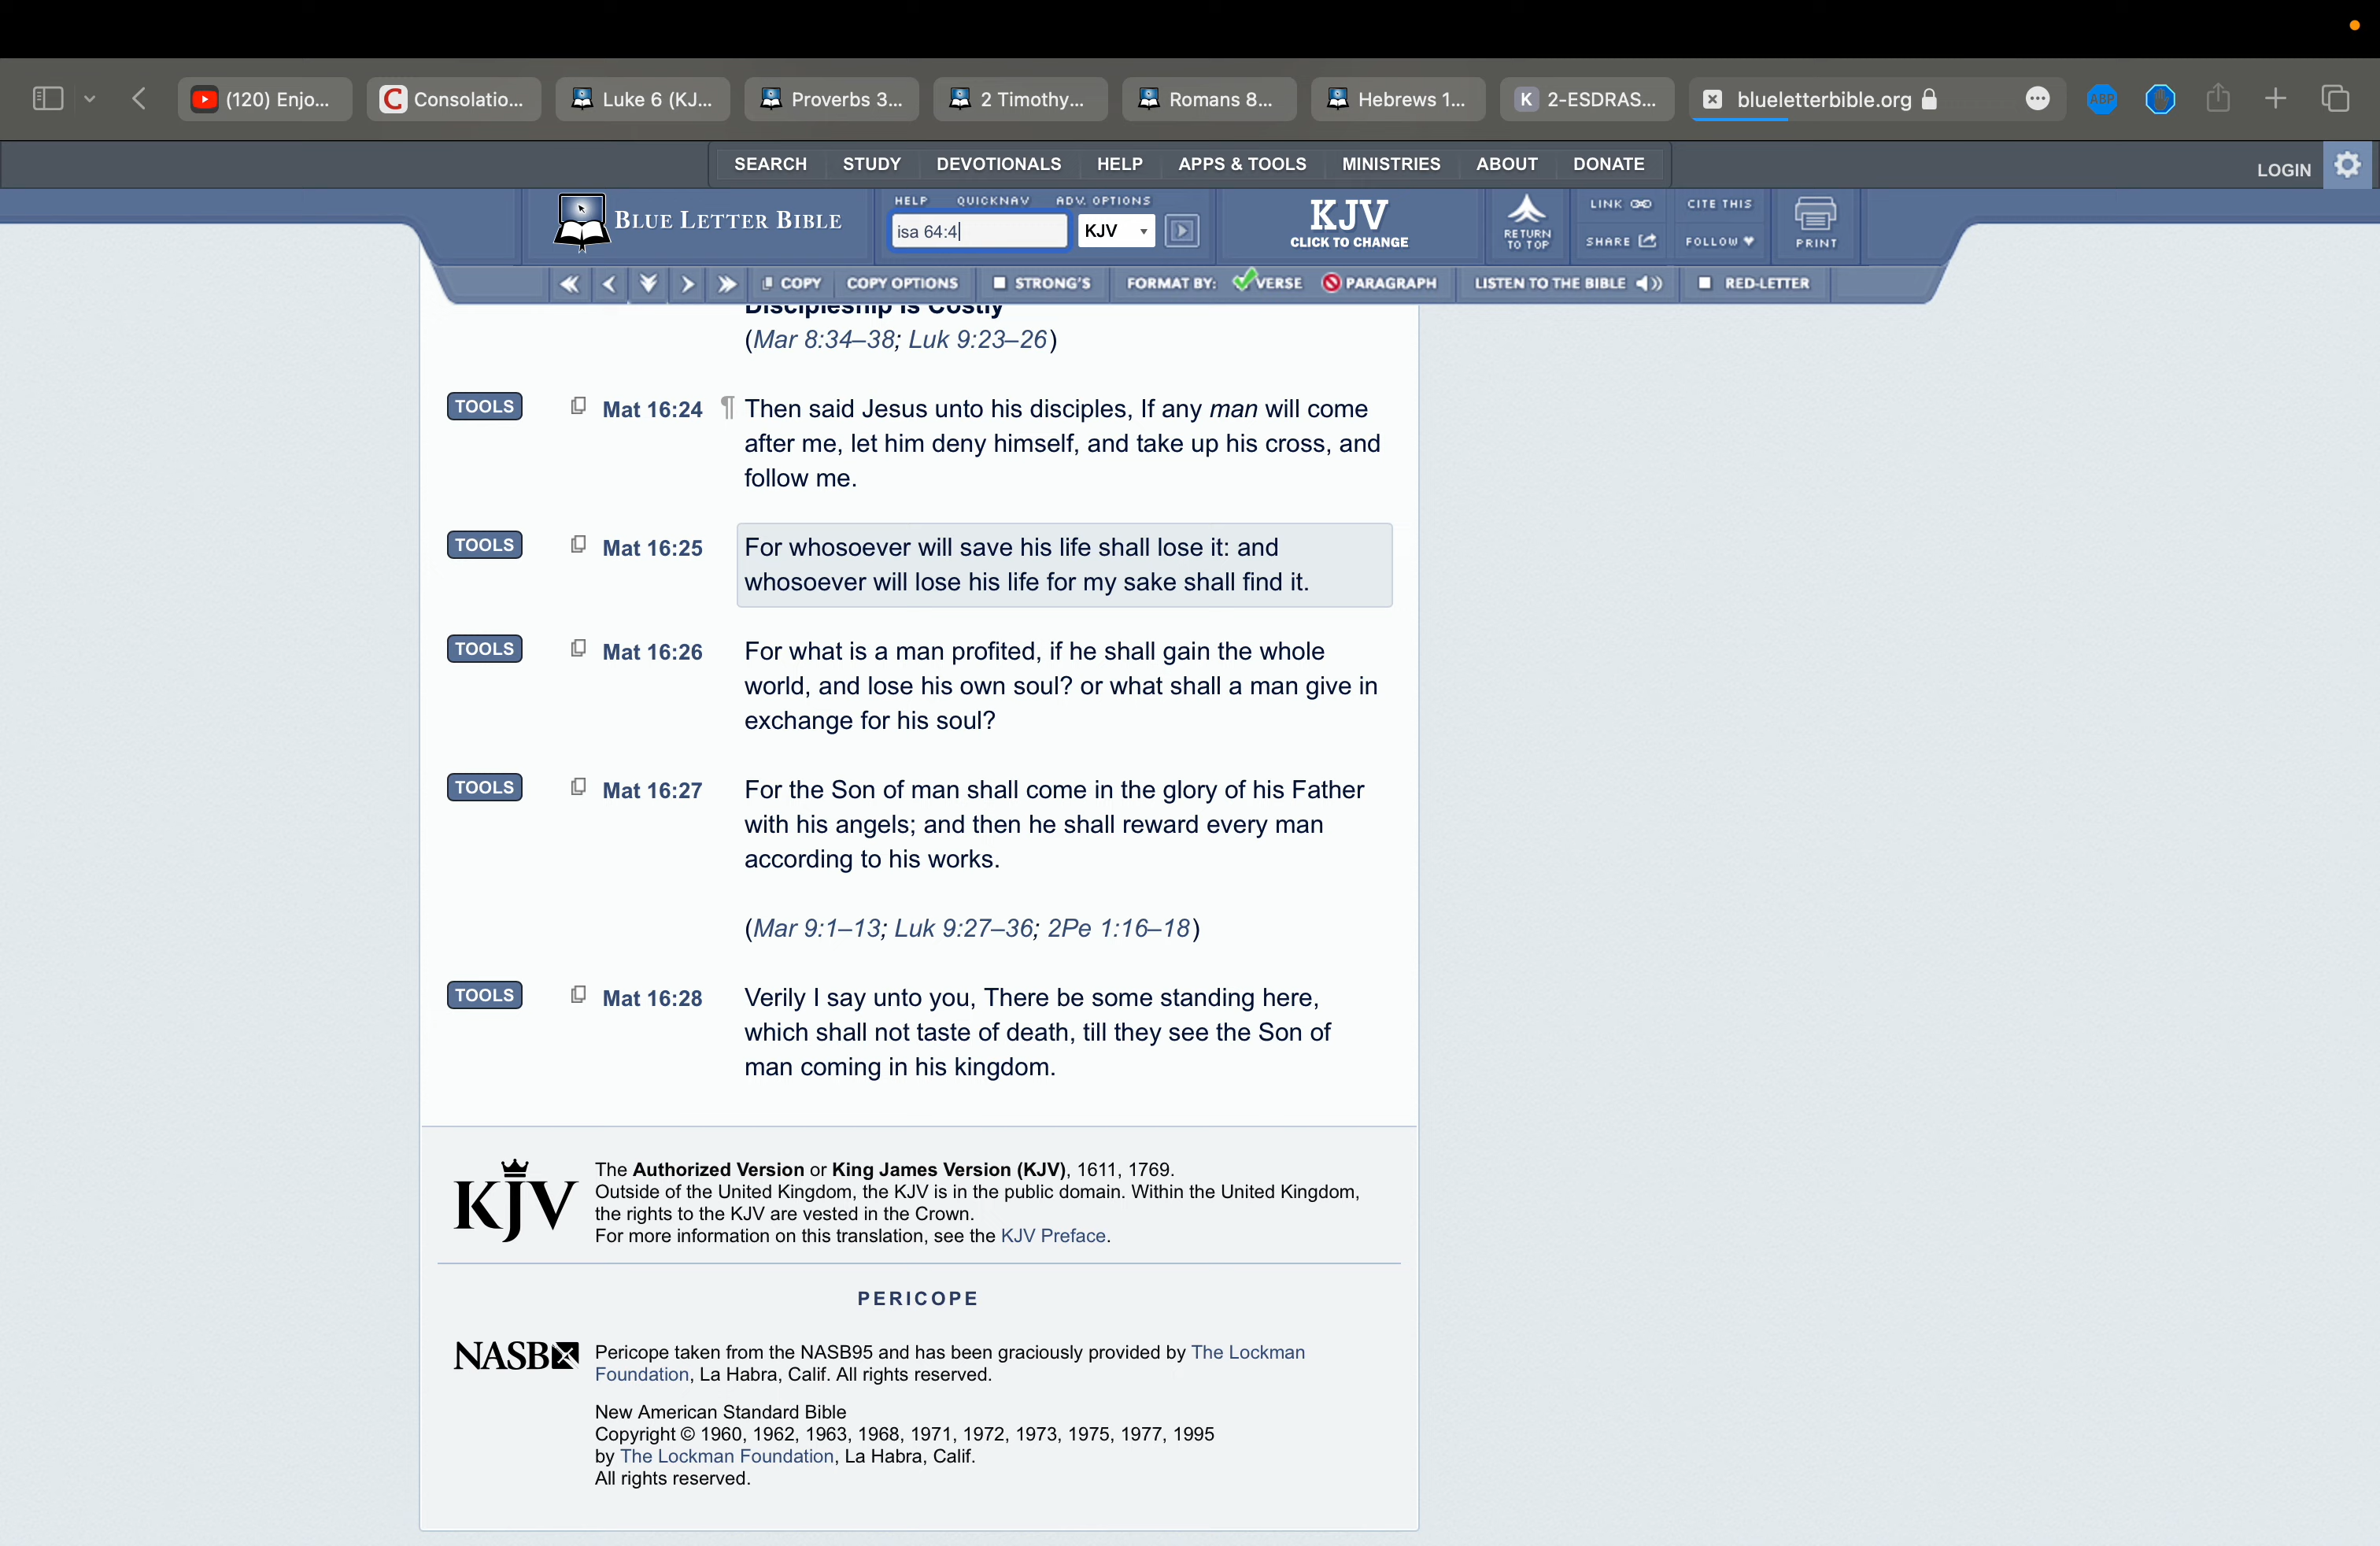 (120) Enjo... Consolatio... Luke 6 (KJ... Proverbs 3... 2 Timothy... Romans 8... Hebrews 1... K 2-ESDRAS... blueletterbible.org ABP
SEARCH STUDY DEVOTIONALS HELP APPS & TOOLS MINISTRIES ABOUT DONATE LOGIN
HELP QUICKNAV ADV. OPTIONS
BLUE LETTER BIBLE
isa 64:4 KJV
KJV
CLICK TO CHANGE
RETURN
TO TOP
LINK CITE THIS
SHARE FOLLOW
PRINT
COPY COPY OPTIONS STRONG'S FORMAT BY: VERSE PARAGRAPH LISTEN TO THE BIBLE RED-LETTER
Discipleship Is Costly
(Mar 8:34–38; Luk 9:23–26)
TOOLS Mat 16:24 ¶ Then said Jesus unto his disciples, If any man will come
after me, let him deny himself, and take up his cross, and
follow me.
TOOLS Mat 16:25 For whosoever will save his life shall lose it: and
whosoever will lose his life for my sake shall find it.
TOOLS Mat 16:26 For what is a man profited, if he shall gain the whole
world, and lose his own soul? or what shall a man give in
exchange for his soul?
TOOLS Mat 16:27 For the Son of man shall come in the glory of his Father
with his angels; and then he shall reward every man
according to his works.
(Mar 9:1–13; Luk 9:27–36; 2Pe 1:16–18)
TOOLS Mat 16:28 Verily I say unto you, There be some standing here,
which shall not taste of death, till they see the Son of
man coming in his kingdom.
KJV
The Authorized Version or King James Version (KJV), 1611, 1769.
Outside of the United Kingdom, the KJV is in the public domain. Within the United Kingdom,
the rights to the KJV are vested in the Crown.
For more information on this translation, see the KJV Preface.
PERICOPE
NASB
Pericope taken from the NASB95 and has been graciously provided by The Lockman
Foundation, La Habra, Calif. All rights reserved.
New American Standard Bible
Copyright © 1960, 1962, 1963, 1968, 1971, 1972, 1973, 1975, 1977, 1995
by The Lockman Foundation, La Habra, Calif.
All rights reserved.